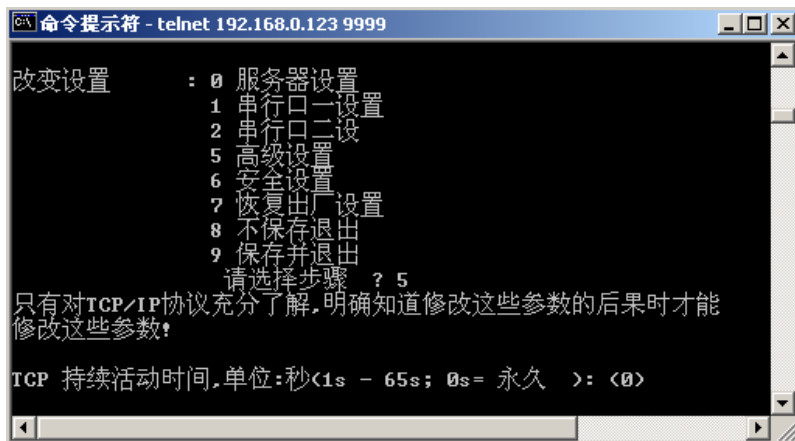 命令提示符 - telnet 192.168.0.123 9999
改变设置 : 0 服务器设置
1 串行口一设置
2 串行口二设
5 高级设置
6 安全设置
7 恢复出厂设置
8 不保存退出
9 保存并退出
请选择步骤 ? 5
只有对TCP/IP协议充分了解,明确知道修改这些参数的后果时才能
修改这些参数!
TCP 持续活动时间,单位:秒(1s - 65s; 0s= 永久 ): (0)